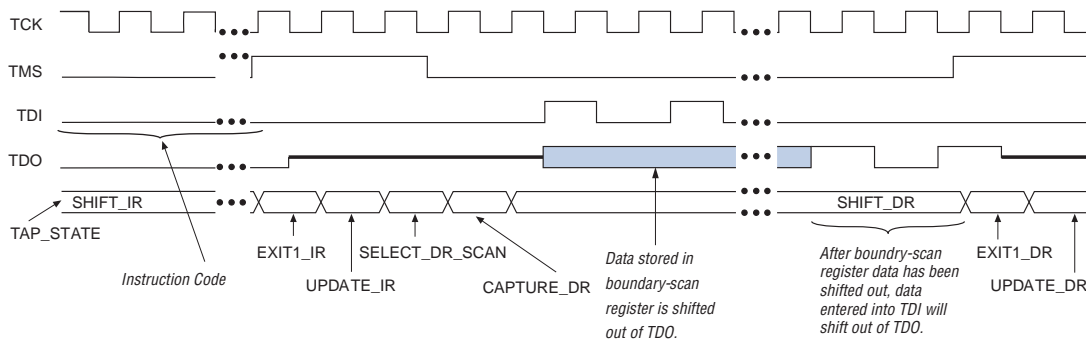 TCK
TMS
TDI
TDO
SHIFT_IR
SHIFT_DR
TAP_STATE
Instruction Code
EXIT1_IR
UPDATE_IR
SELECT_DR_SCAN
CAPTURE_DR
Data stored in
boundary-scan
register is shifted
out of TDO.
After boundry-scan
register data has been
shifted out, data
entered into TDI will
shift out of TDO.
EXIT1_DR
UPDATE_DR